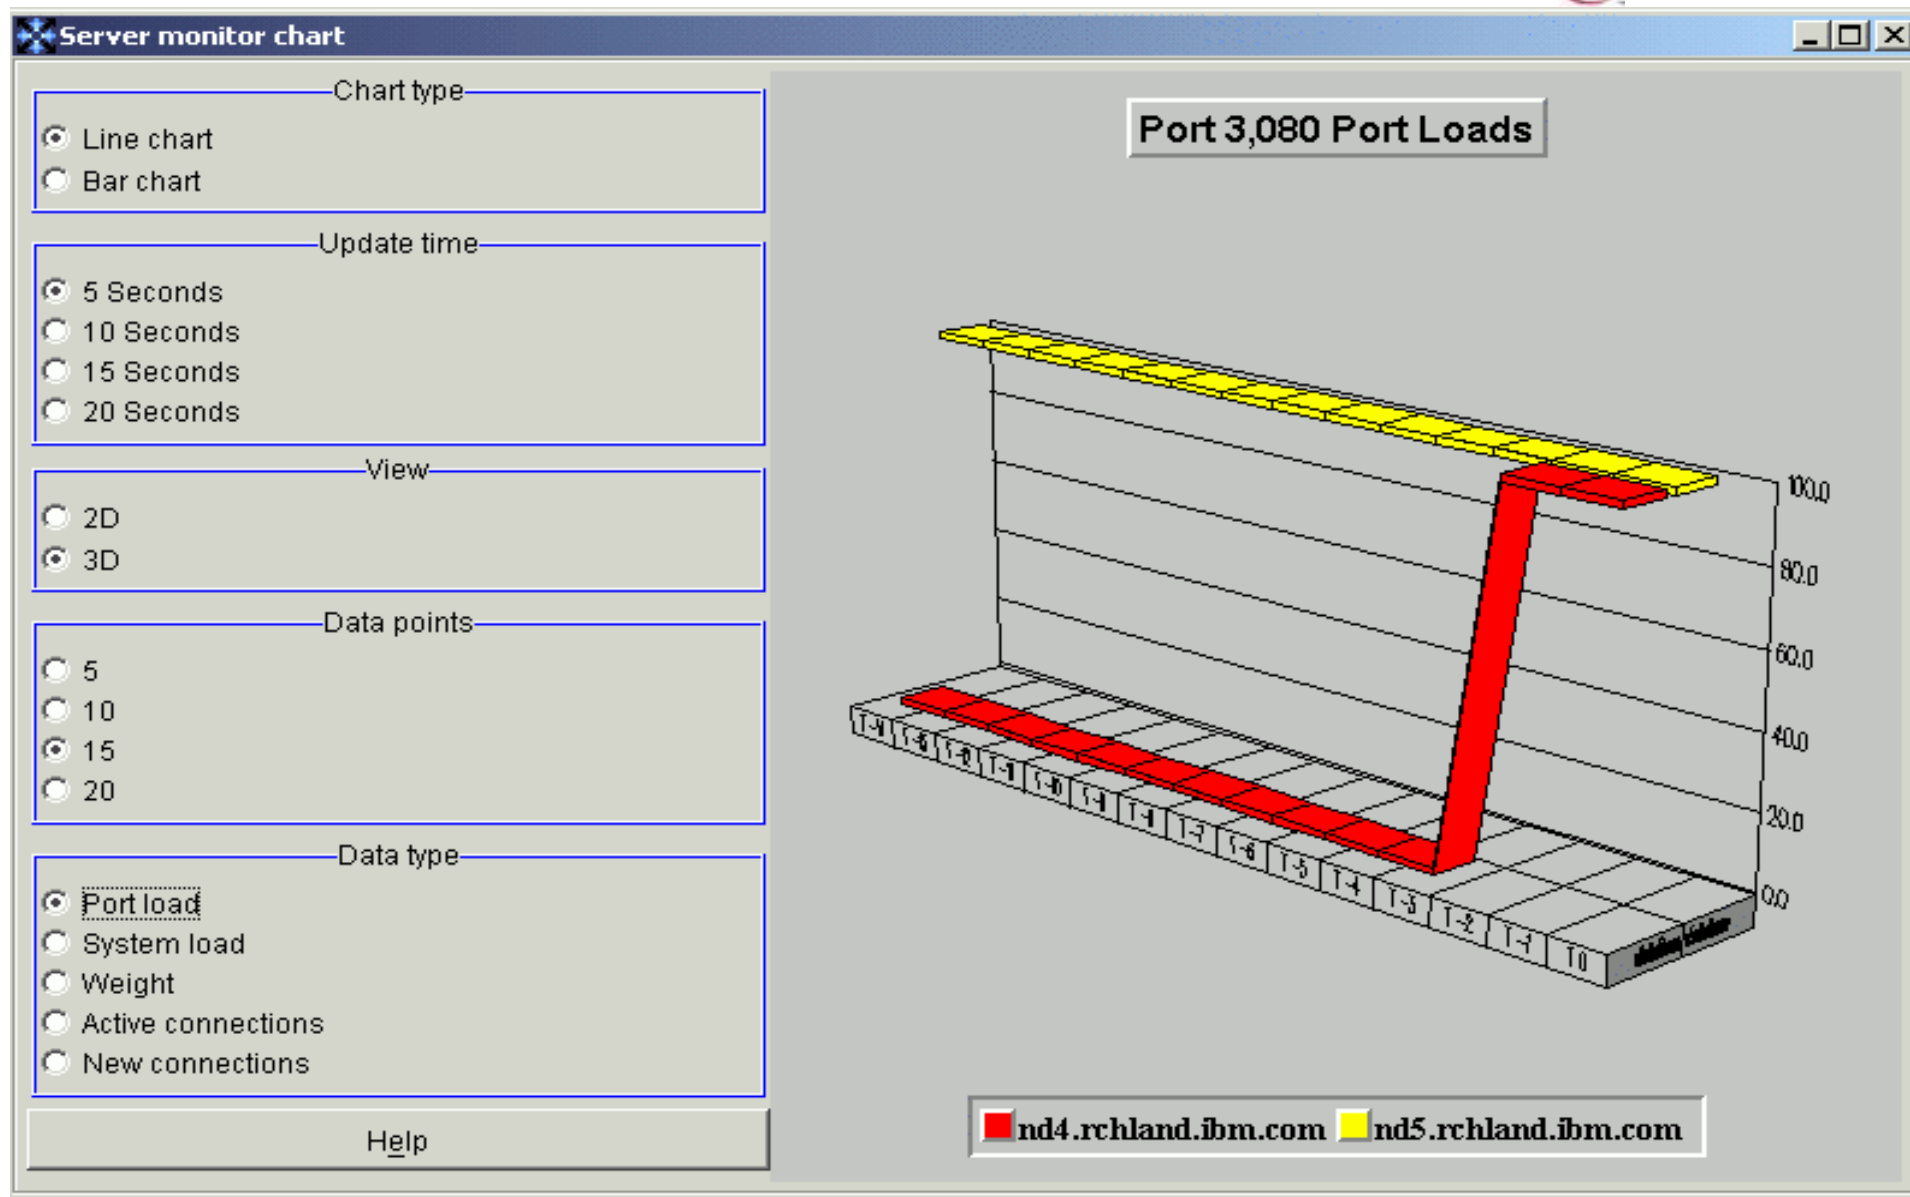 Server monitor chart
Chart type
Line chart
Bar chart
Update time
5 Seconds
10 Seconds
15 Seconds
20 Seconds
View
2D
3D
Data points
5
10
15
20
Data type
Port load
System load
Weight
Active connections
New connections
Help
Port 3,080 Port Loads
100.0
80.0
60.0
40.0
20.0
0.0
T-10
T-7
T-6
T-5
T-4
T-3
T-2
T-1
T0
nd4.rchland.ibm.com
nd5.rchland.ibm.com